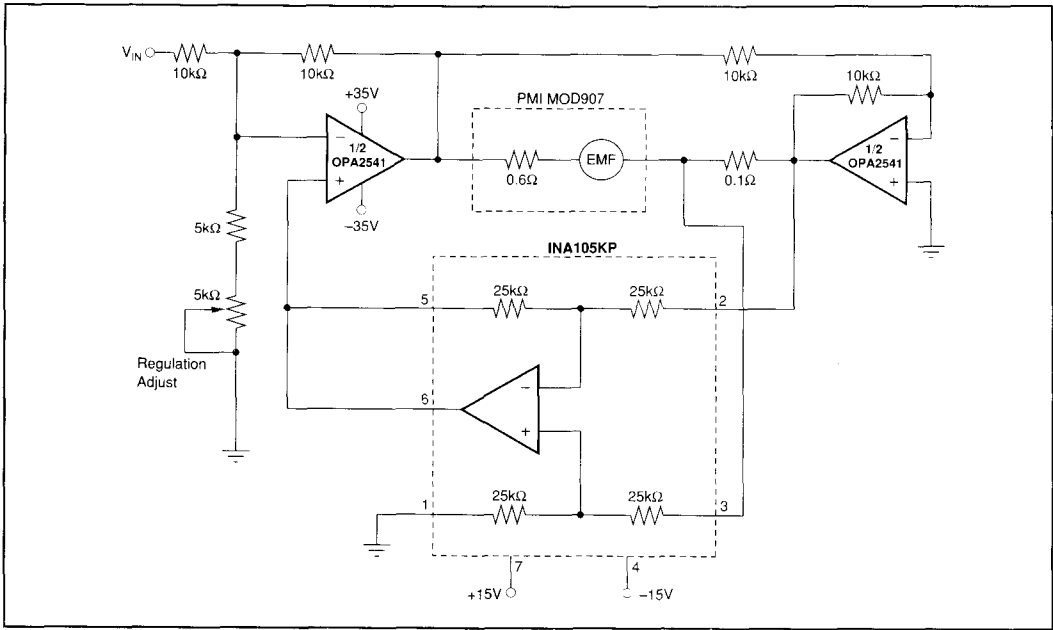 V_IN
10kΩ
10kΩ
10kΩ
10kΩ
+35V
PMI MOD907
−
1/2
OPA2541
+
−35V
0.6Ω
EMF
0.1Ω
−
1/2
OPA2541
+
5kΩ
5kΩ
Regulation
Adjust
INA105KP
5
25kΩ
25kΩ
2
6
−
+
1
25kΩ
25kΩ
3
7
4
+15V
−15V